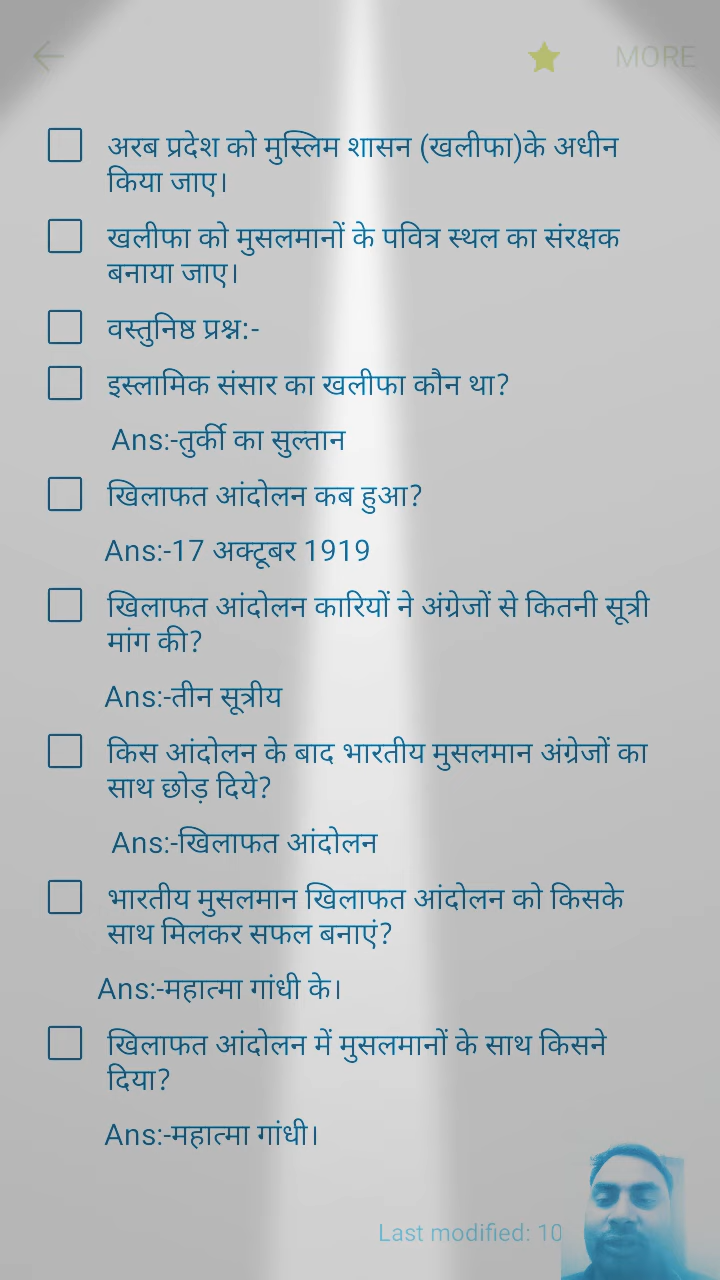 MORE
अरब प्रदेश को मुस्लिम शासन (खलीफा)के अधीन
किया जाए।
खलीफा को मुसलमानों के पवित्र स्थल का संरक्षक
बनाया जाए।
वस्तुनिष्ठ प्रश्न:-
इस्लामिक संसार का खलीफा कौन था?
Ans:-तुर्की का सुल्तान
खिलाफत आंदोलन कब हुआ?
Ans:-17 अक्टूबर 1919
खिलाफत आंदोलन कारियों ने अंग्रेजों से कितनी सूत्री
मांग की?
Ans:-तीन सूत्रीय
किस आंदोलन के बाद भारतीय मुसलमान अंग्रेजों का
साथ छोड़ दिये?
Ans:-खिलाफत आंदोलन
भारतीय मुसलमान खिलाफत आंदोलन को किसके
साथ मिलकर सफल बनाएं?
Ans:-महात्मा गांधी के।
खिलाफत आंदोलन में मुसलमानों के साथ किसने
दिया?
Ans:-महात्मा गांधी।
Last modified: 10